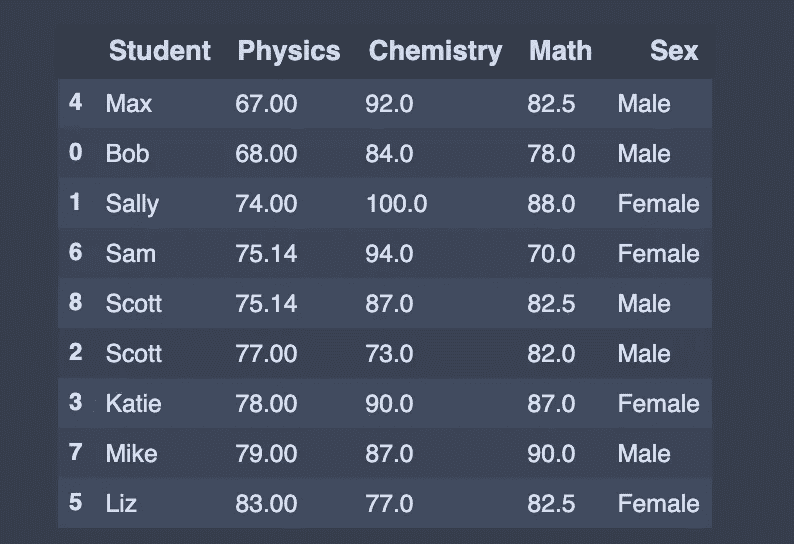 Student Physics Chemistry Math Sex
4 Max 67.00 92.0 82.5 Male
0 Bob 68.00 84.0 78.0 Male
1 Sally 74.00 100.0 88.0 Female
6 Sam 75.14 94.0 70.0 Female
8 Scott 75.14 87.0 82.5 Male
2 Scott 77.00 73.0 82.0 Male
3 Katie 78.00 90.0 87.0 Female
7 Mike 79.00 87.0 90.0 Male
5 Liz 83.00 77.0 82.5 Female